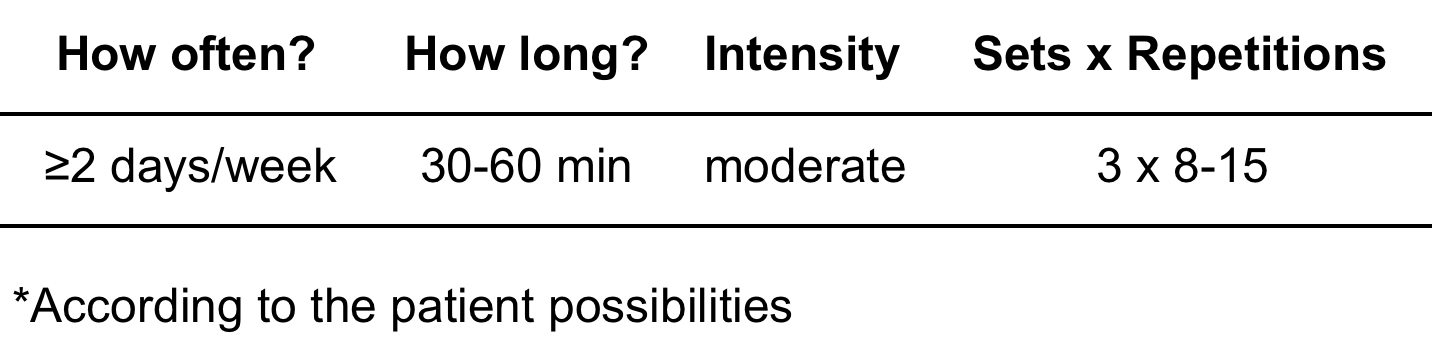 How often? How long? Intensity Sets x Repetitions
≥2 days/week 30-60 min moderate 3 x 8-15
*According to the patient possibilities